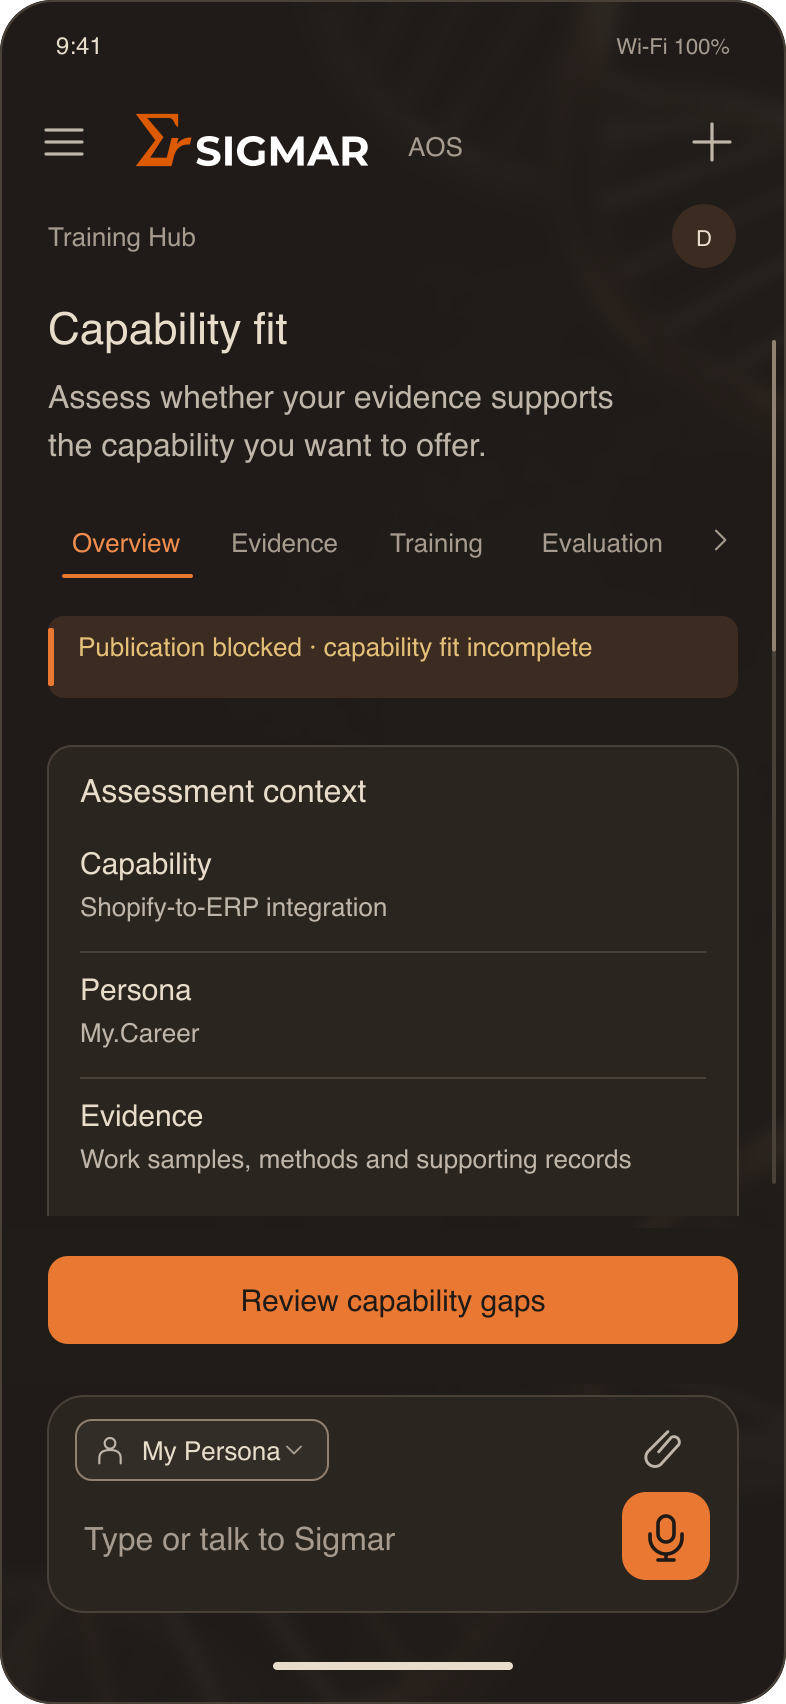 9:41
Wi-Fi 100%
Σr SIGMAR AOS
Training Hub
D
Capability fit
Assess whether your evidence supports
the capability you want to offer.
Overview Evidence Training Evaluation
Publication blocked · capability fit incomplete
Assessment context
Capability
Shopify-to-ERP integration
Persona
My.Career
Evidence
Work samples, methods and supporting records
Review capability gaps
My Persona
Type or talk to Sigmar